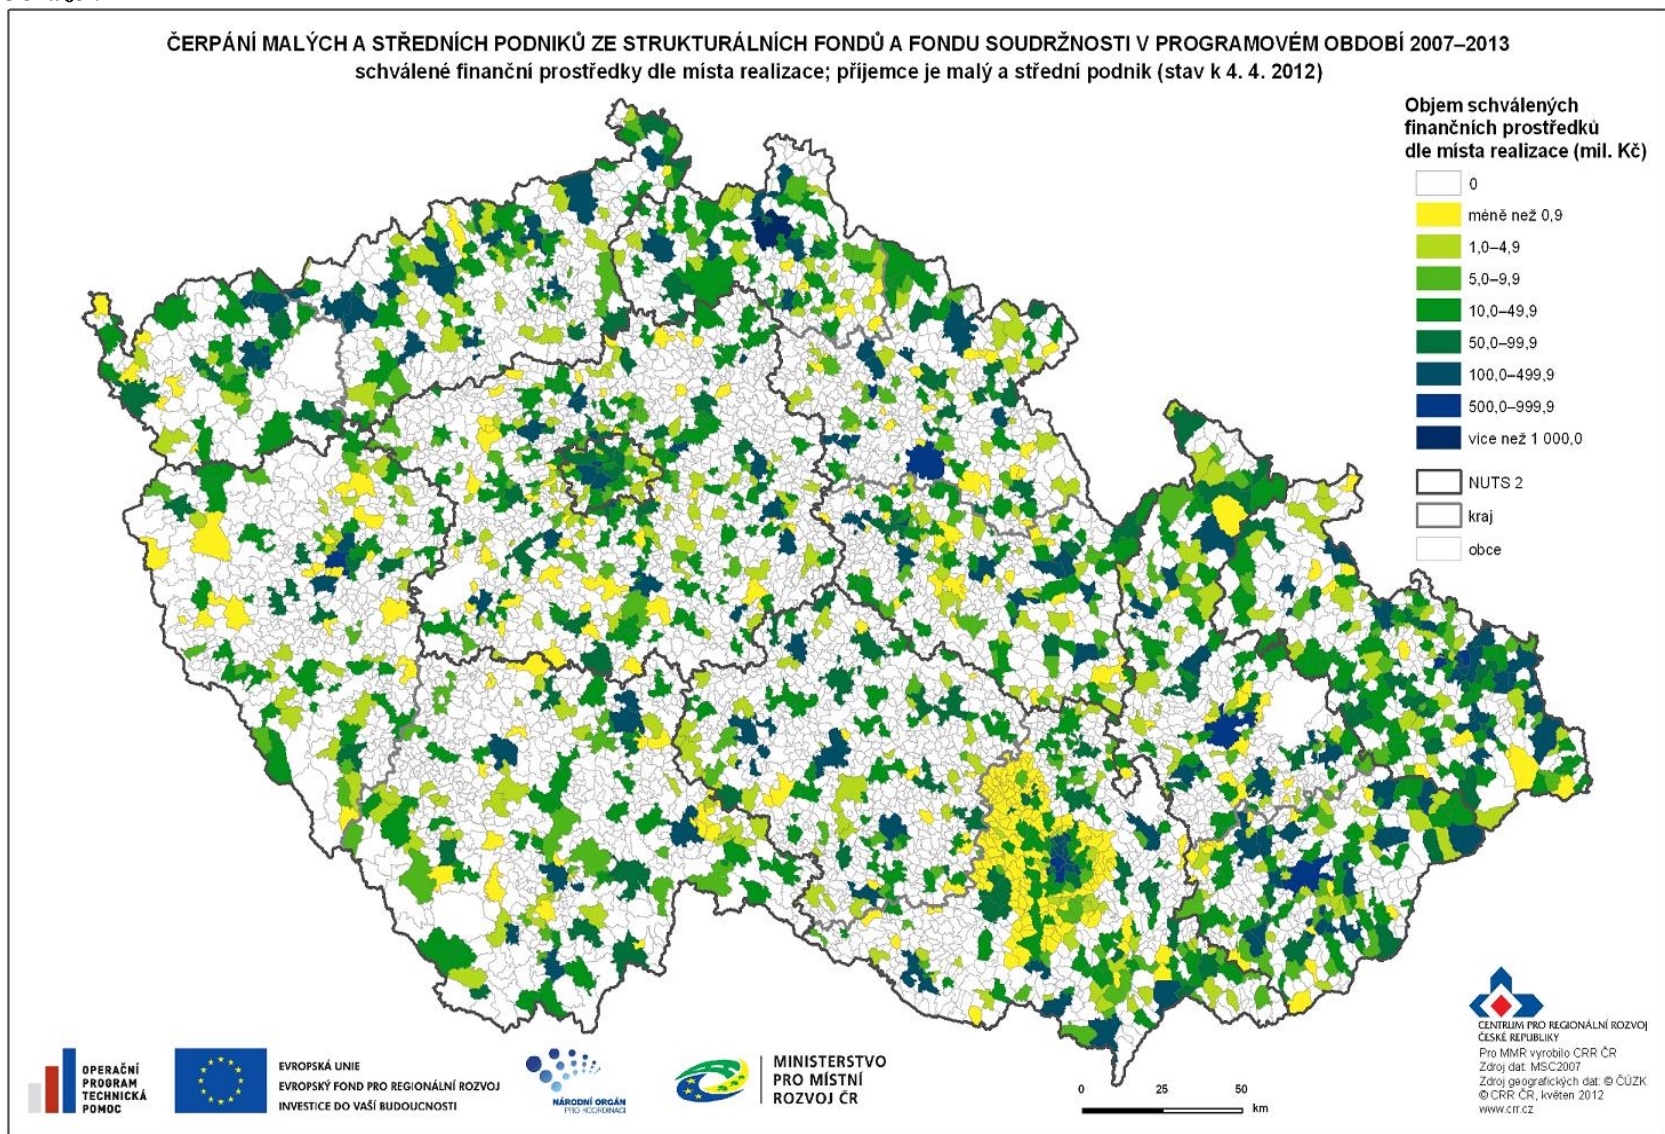 ČERPÁNÍ MALÝCH A STŘEDNÍCH PODNIKŮ ZE STRUKTURÁLNÍCH FONDŮ A FONDU SOUDRŽNOSTI V PROGRAMOVÉM OBDOBÍ 2007–2013
schválené finanční prostředky dle místa realizace; příjemce je malý a střední podnik (stav k 4. 4. 2012)
Objem schválených
finančních prostředků
dle místa realizace (mil. Kč)
0
méně než 0,9
1,0–4,9
5,0–9,9
10,0–49,9
50,0–99,9
100,0–499,9
500,0–999,9
více než 1 000,0
NUTS 2
kraj
obce
OPERAČNÍ
PROGRAM
TECHNICKÁ
POMOC
EVROPSKÁ UNIE
EVROPSKÝ FOND PRO REGIONÁLNÍ ROZVOJ
INVESTICE DO VAŠÍ BUDOUCNOSTI
NÁRODNÍ ORGÁN
PRO KOORDINACI
MINISTERSTVO
PRO MÍSTNÍ
ROZVOJ ČR
0 25 50
km
CENTRUM PRO REGIONÁLNÍ ROZVOJ
ČESKÉ REPUBLIKY
Pro MMR vyrobilo CRR ČR
Zdroj dat: MSC2007
Zdroj geografických dat: © ČÚZK
© CRR ČR, květen 2012
www.crr.cz